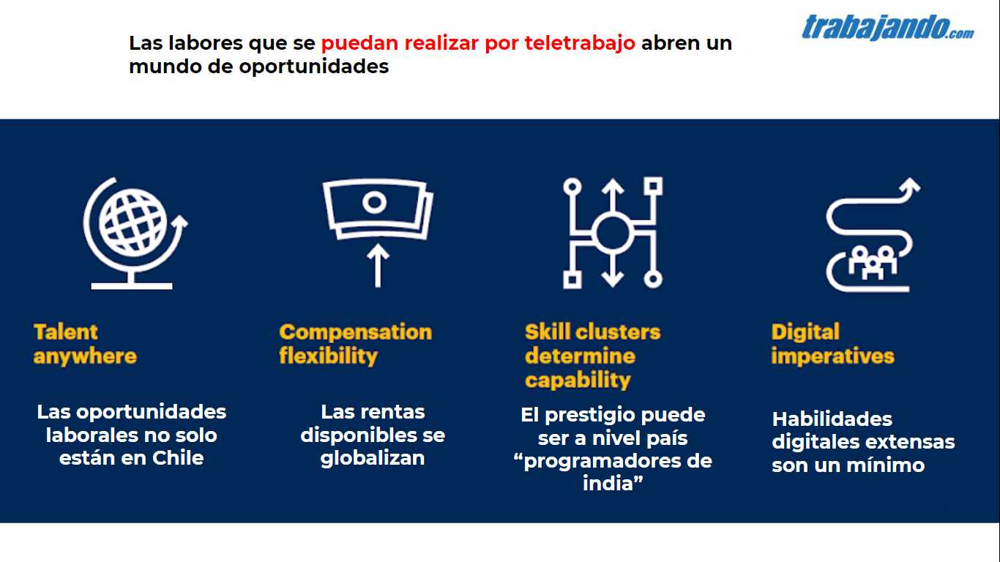 trabajando.com
Las labores que se puedan realizar por teletrabajo abren un
mundo de oportunidades
Talent
anywhere
Las oportunidades
laborales no solo
están en Chile
Compensation
flexibility
Las rentas
disponibles se
globalizan
Skill clusters
determine
capability
El prestigio puede
ser a nivel país
“programadores de
india”
Digital
imperatives
Habilidades
digitales extensas
son un mínimo